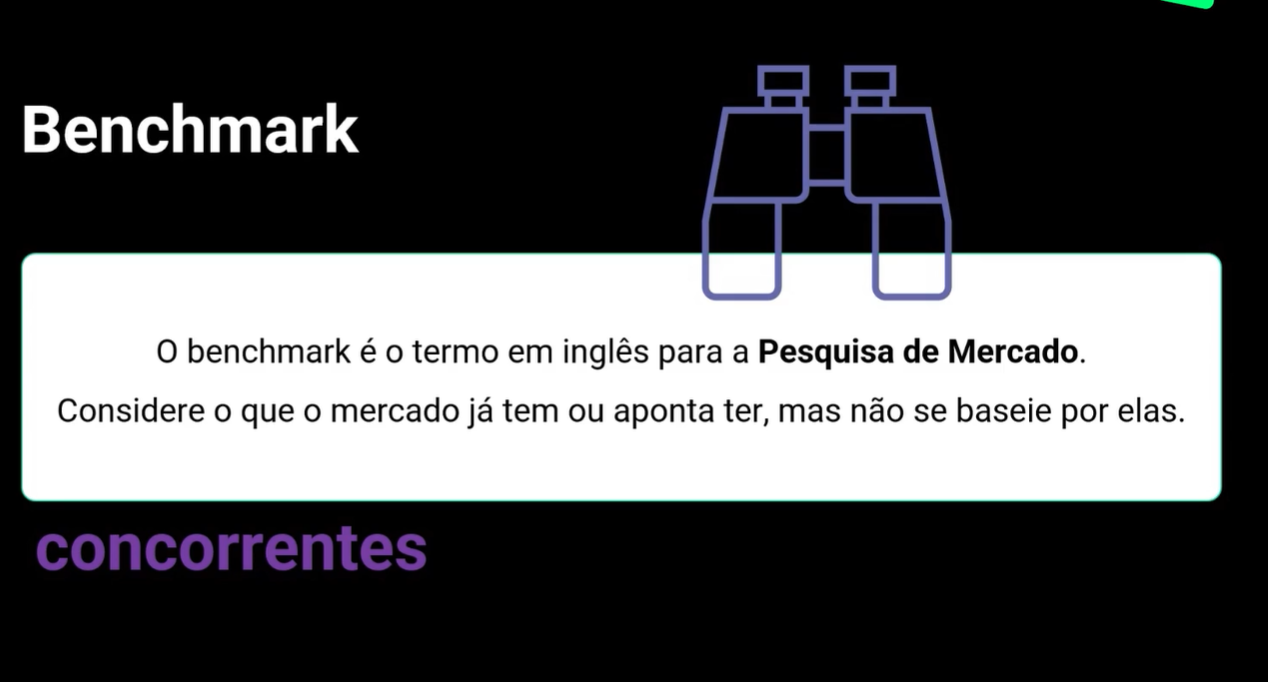 Benchmark
O benchmark é o termo em inglês para a Pesquisa de Mercado.
Considere o que o mercado já tem ou aponta ter, mas não se baseie por elas.
concorrentes